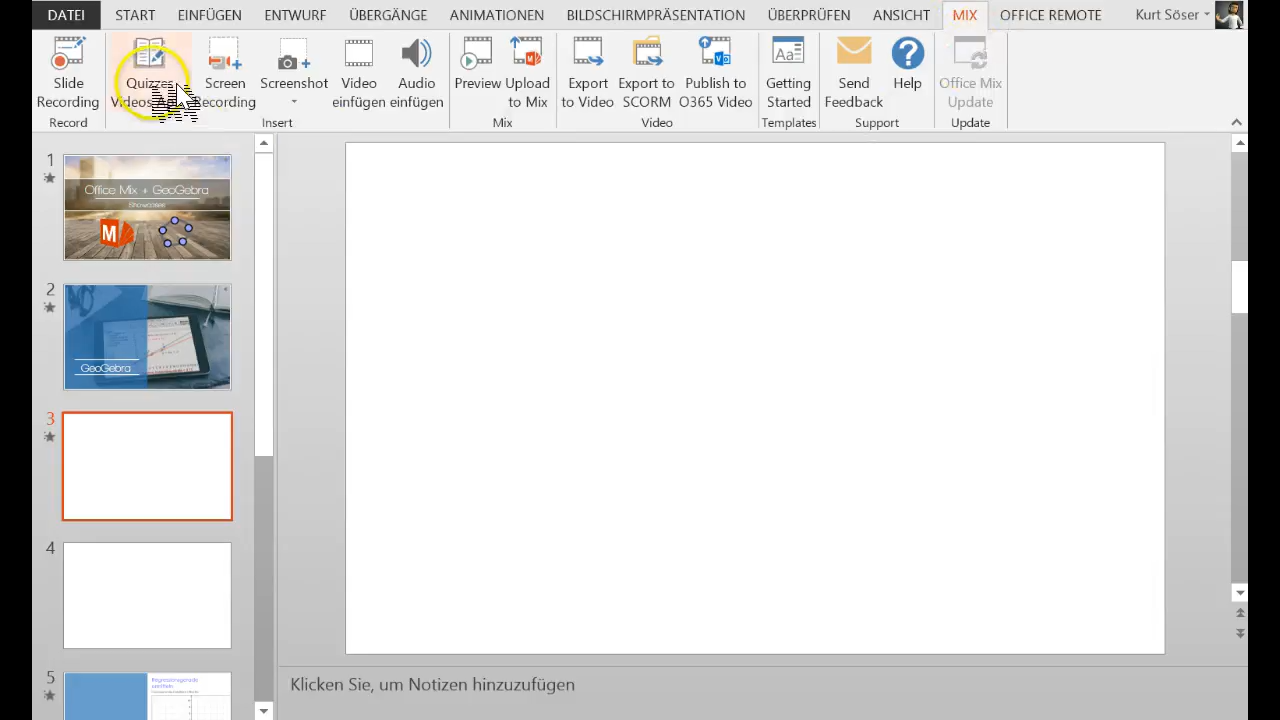 DATEI START EINFÜGEN ENTWURF ÜBERGÄNGE ANIMATIONEN BILDSCHIRMPRÄSENTATION ÜBERPRÜFEN ANSICHT MIX OFFICE REMOTE Kurt Söser
Slide Recording
Quizzes Videos
Screen Recording
Screenshot
Video einfügen
Audio einfügen
Preview
Upload to Mix
Export to Video
Export to SCORM
Publish to O365 Video
Getting Started
Send Feedback
Help
Office Mix Update
Record Insert Mix Video Templates Support Update
1
Office Mix + GeoGebra
M
2
GeoGebra
3
4
5
Regressionsgerade
ermitteln
Klicken Sie, um Notizen hinzuzufügen